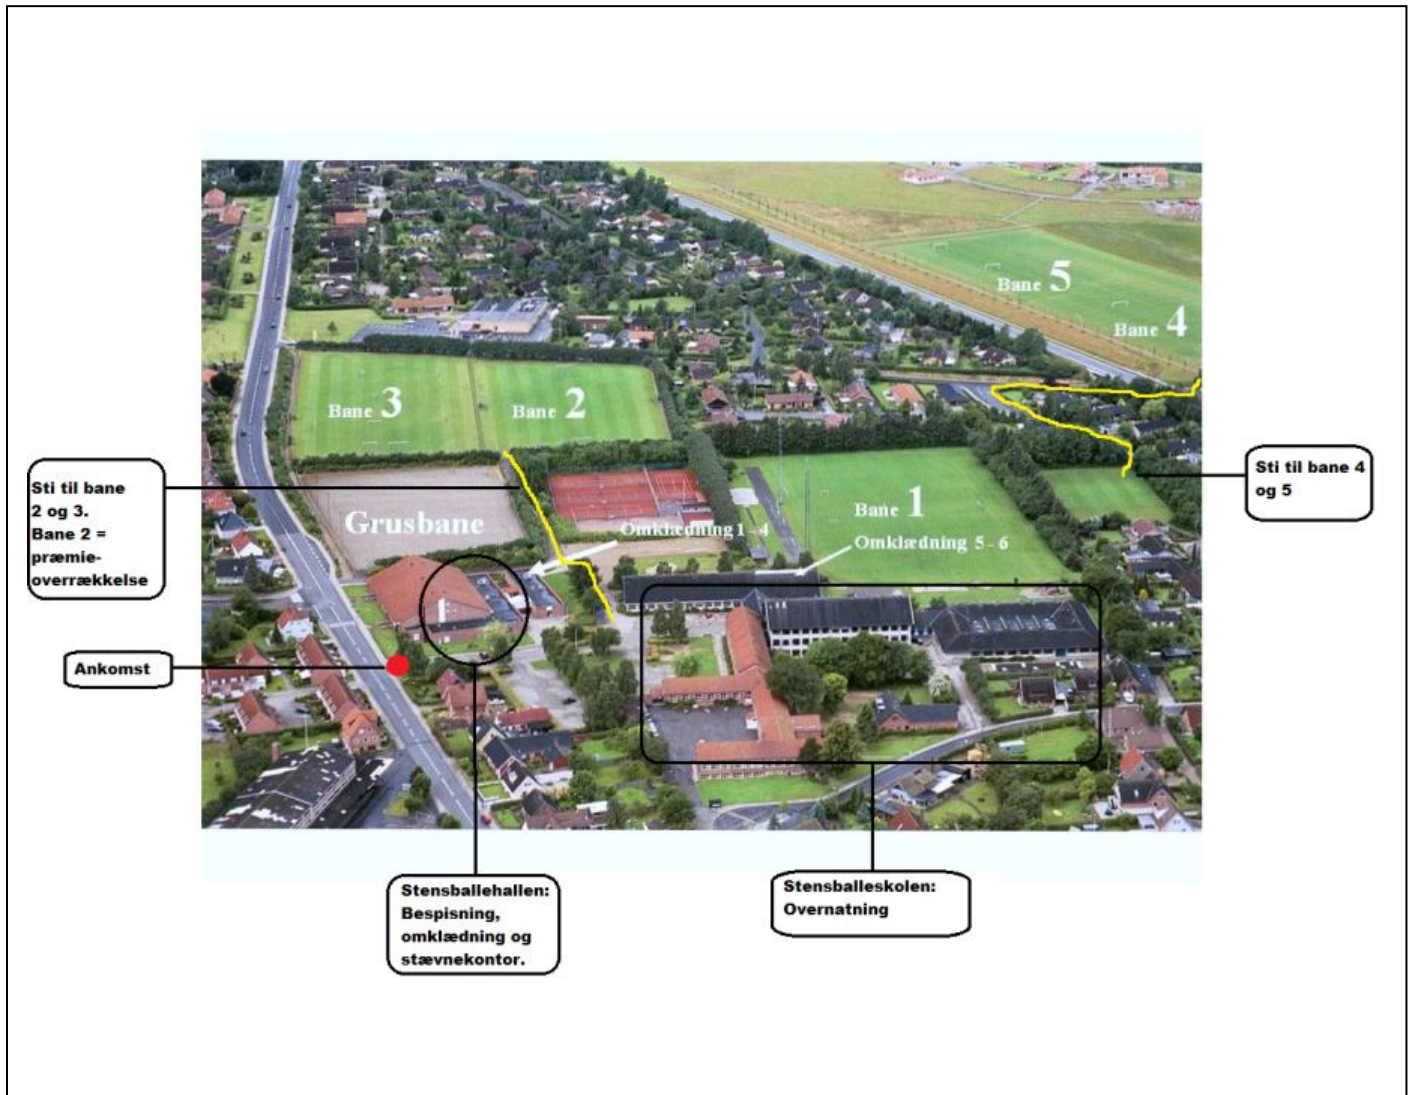 Bane 5
Bane 4
Bane 3
Bane 2
Sti til bane
2 og 3.
Bane 2 =
præmie-
overrækkelse
Sti til bane 4
og 5
Grusbane
Bane 1
Omklædning 1 - 4
Omklædning 5 - 6
Ankomst
Stensballehallen:
Bespisning,
omklædning og
stævnekontor.
Stensballeskolen:
Overnatning